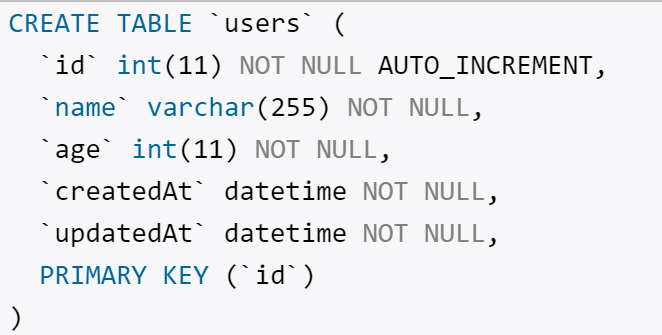 CREATE TABLE `users` (
  `id` int(11) NOT NULL AUTO_INCREMENT,
  `name` varchar(255) NOT NULL,
  `age` int(11) NOT NULL,
  `createdAt` datetime NOT NULL,
  `updatedAt` datetime NOT NULL,
  PRIMARY KEY (`id`)
)